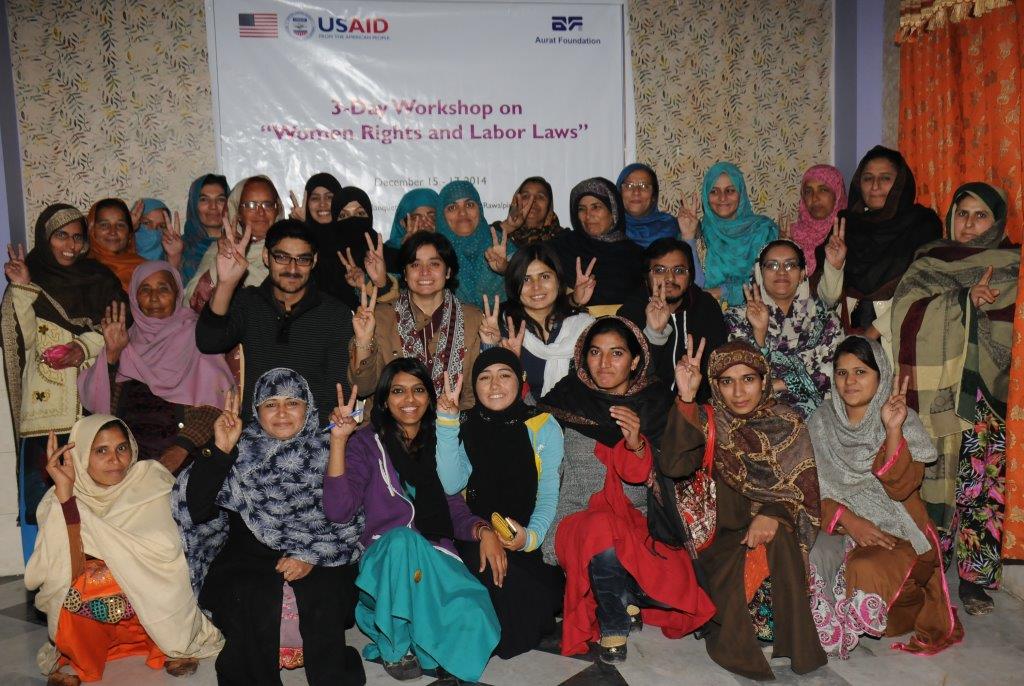 USAID
FROM THE AMERICAN PEOPLE
Aurat Foundation
3-Day Workshop on
“Women Rights and Labor Laws”
December 15 - 17, 2014